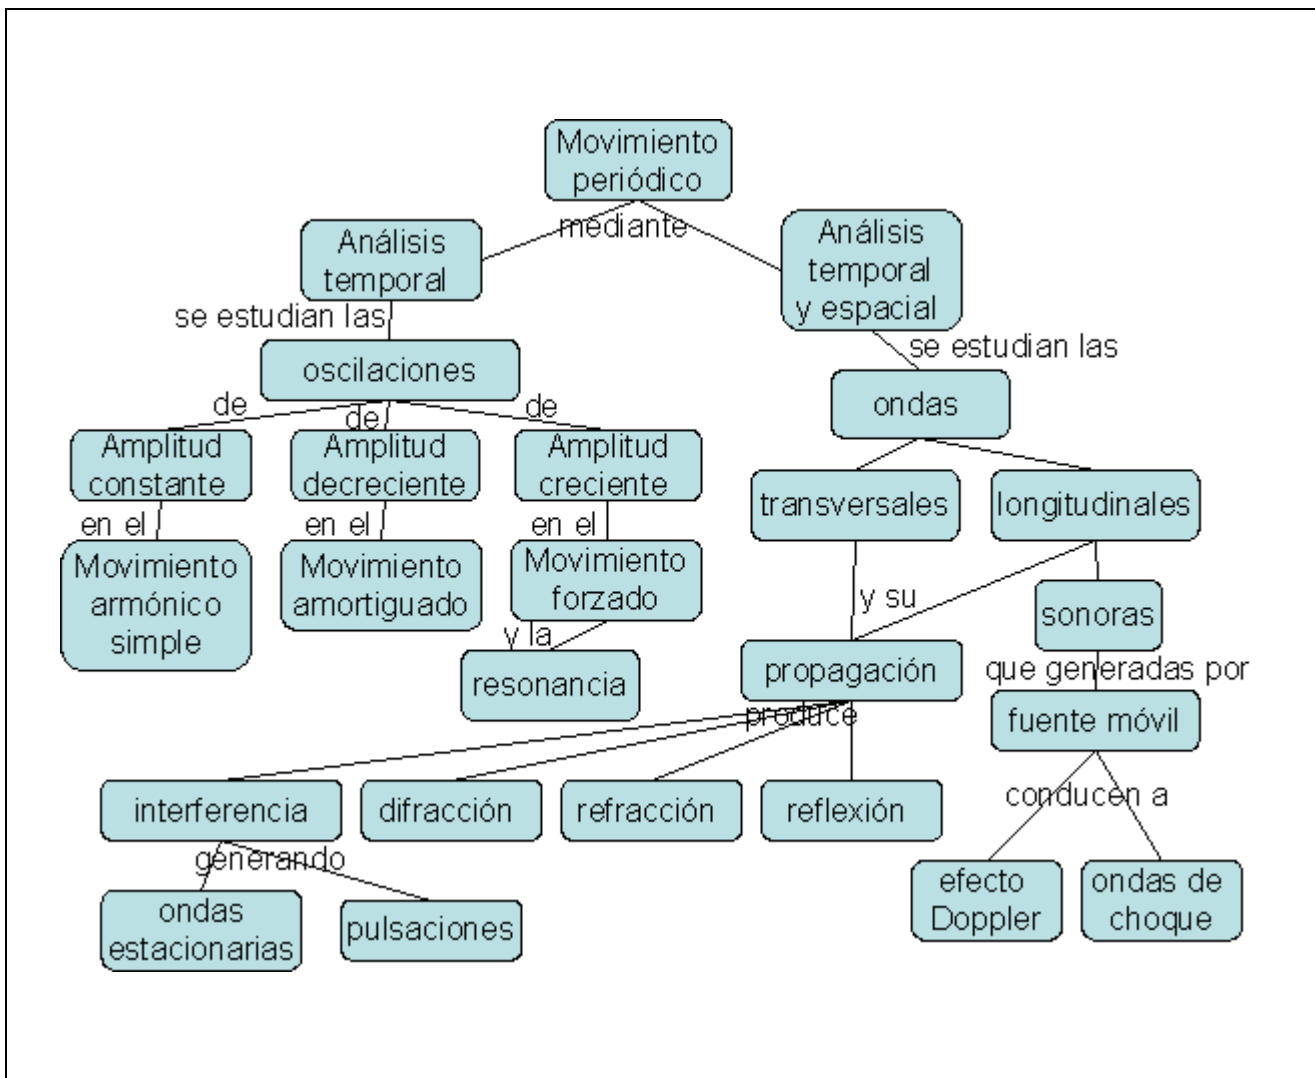 Movimiento
periódico
mediante
Análisis
temporal
Análisis
temporal
y espacial
se estudian las
se estudian las
oscilaciones
ondas
de
de
de
Amplitud
constante
Amplitud
decreciente
Amplitud
creciente
transversales
longitudinales
en el
en el
en el
Movimiento
armónico
simple
Movimiento
amortiguado
Movimiento
forzado
y su
sonoras
y la
resonancia
propagación
que generadas por
produce
fuente móvil
interferencia
difracción
refracción
reflexión
conducen a
generando
ondas
estacionarias
pulsaciones
efecto
Doppler
ondas de
choque